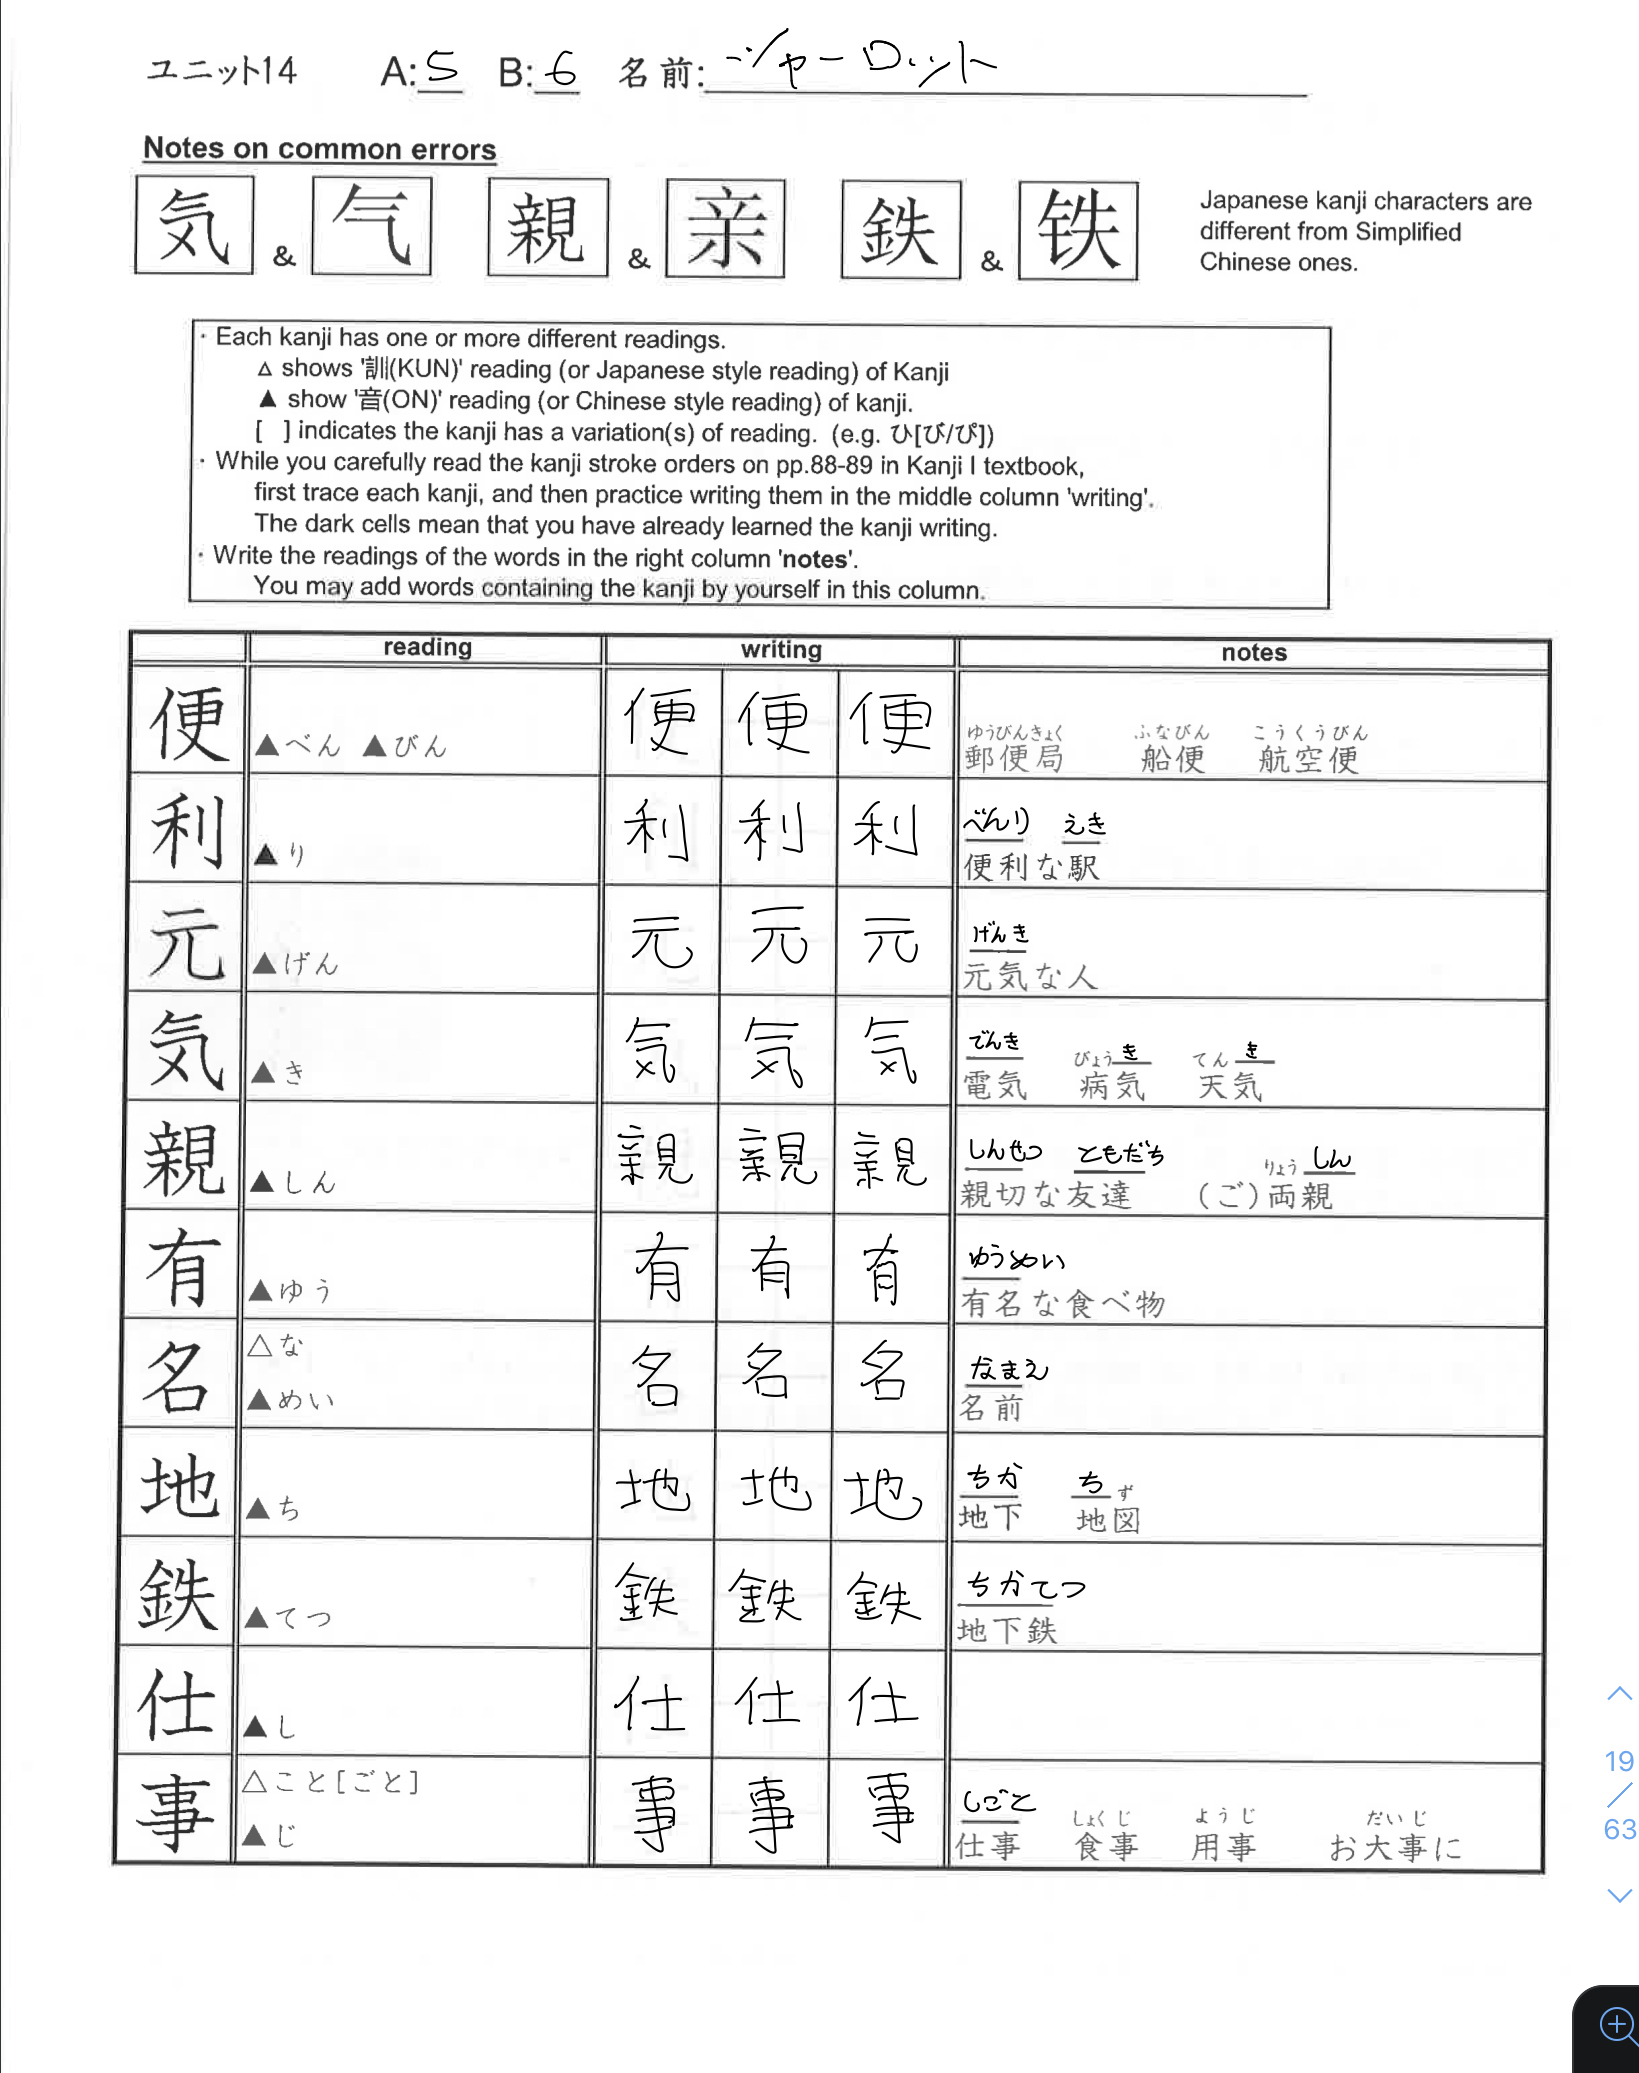 ユニット14 A:5 B:6 名前:シャーロット
Notes on common errors
気 & 气 親 & 亲 鉄 & 铁
Japanese kanji characters are
different from Simplified
Chinese ones.
· Each kanji has one or more different readings.
△ shows '訓(KUN)' reading (or Japanese style reading) of Kanji
▲ show '音(ON)' reading (or Chinese style reading) of kanji.
[ ] indicates the kanji has a variation(s) of reading. (e.g. ひ[び/ぴ])
· While you carefully read the kanji stroke orders on pp.88-89 in Kanji I textbook,
first trace each kanji, and then practice writing them in the middle column 'writing'.
The dark cells mean that you have already learned the kanji writing.
· Write the readings of the words in the right column 'notes'.
You may add words containing the kanji by yourself in this column.
reading writing notes
便 ▲べん ▲びん 便 便 便
ゆうびんきょく ふなびん こうくうびん
郵便局 船便 航空便
利 ▲り 利 利 利
べんり えき
便利な駅
元 ▲げん 元 元 元
げんき
元気な人
気 ▲き 気 気 気
でんき びょうき てんき
電気 病気 天気
親 ▲しん 親 親 親
しんせつ ともだち りょうしん
親切な友達 (ご)両親
有 ▲ゆう 有 有 有
ゆうめい
有名な食べ物
名 △な
▲めい 名 名 名
なまえ
名前
地 ▲ち 地 地 地
ちか ちず
地下 地図
鉄 ▲てつ 鉄 鉄 鉄
ちかてつ
地下鉄
仕 ▲し 仕 仕 仕
事 △こと[ごと]
▲じ 事 事 事
しごと しょくじ ようじ だいじ
仕事 食事 用事 お大事に
19
/
63